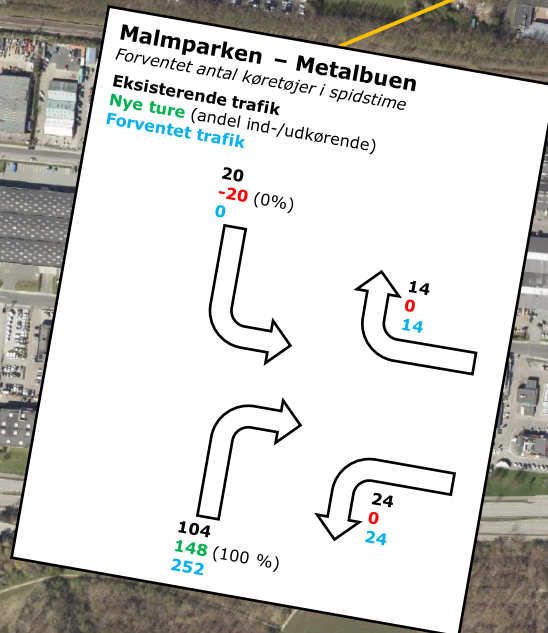 Malmparken – Metalbuen
Forventet antal køretøjer i spidstime
Eksisterende trafik
Nye ture (andel ind-/udkørende)
Forventet trafik
20
-20 (0%)
0
14
0
14
24
0
24
104
148 (100 %)
252